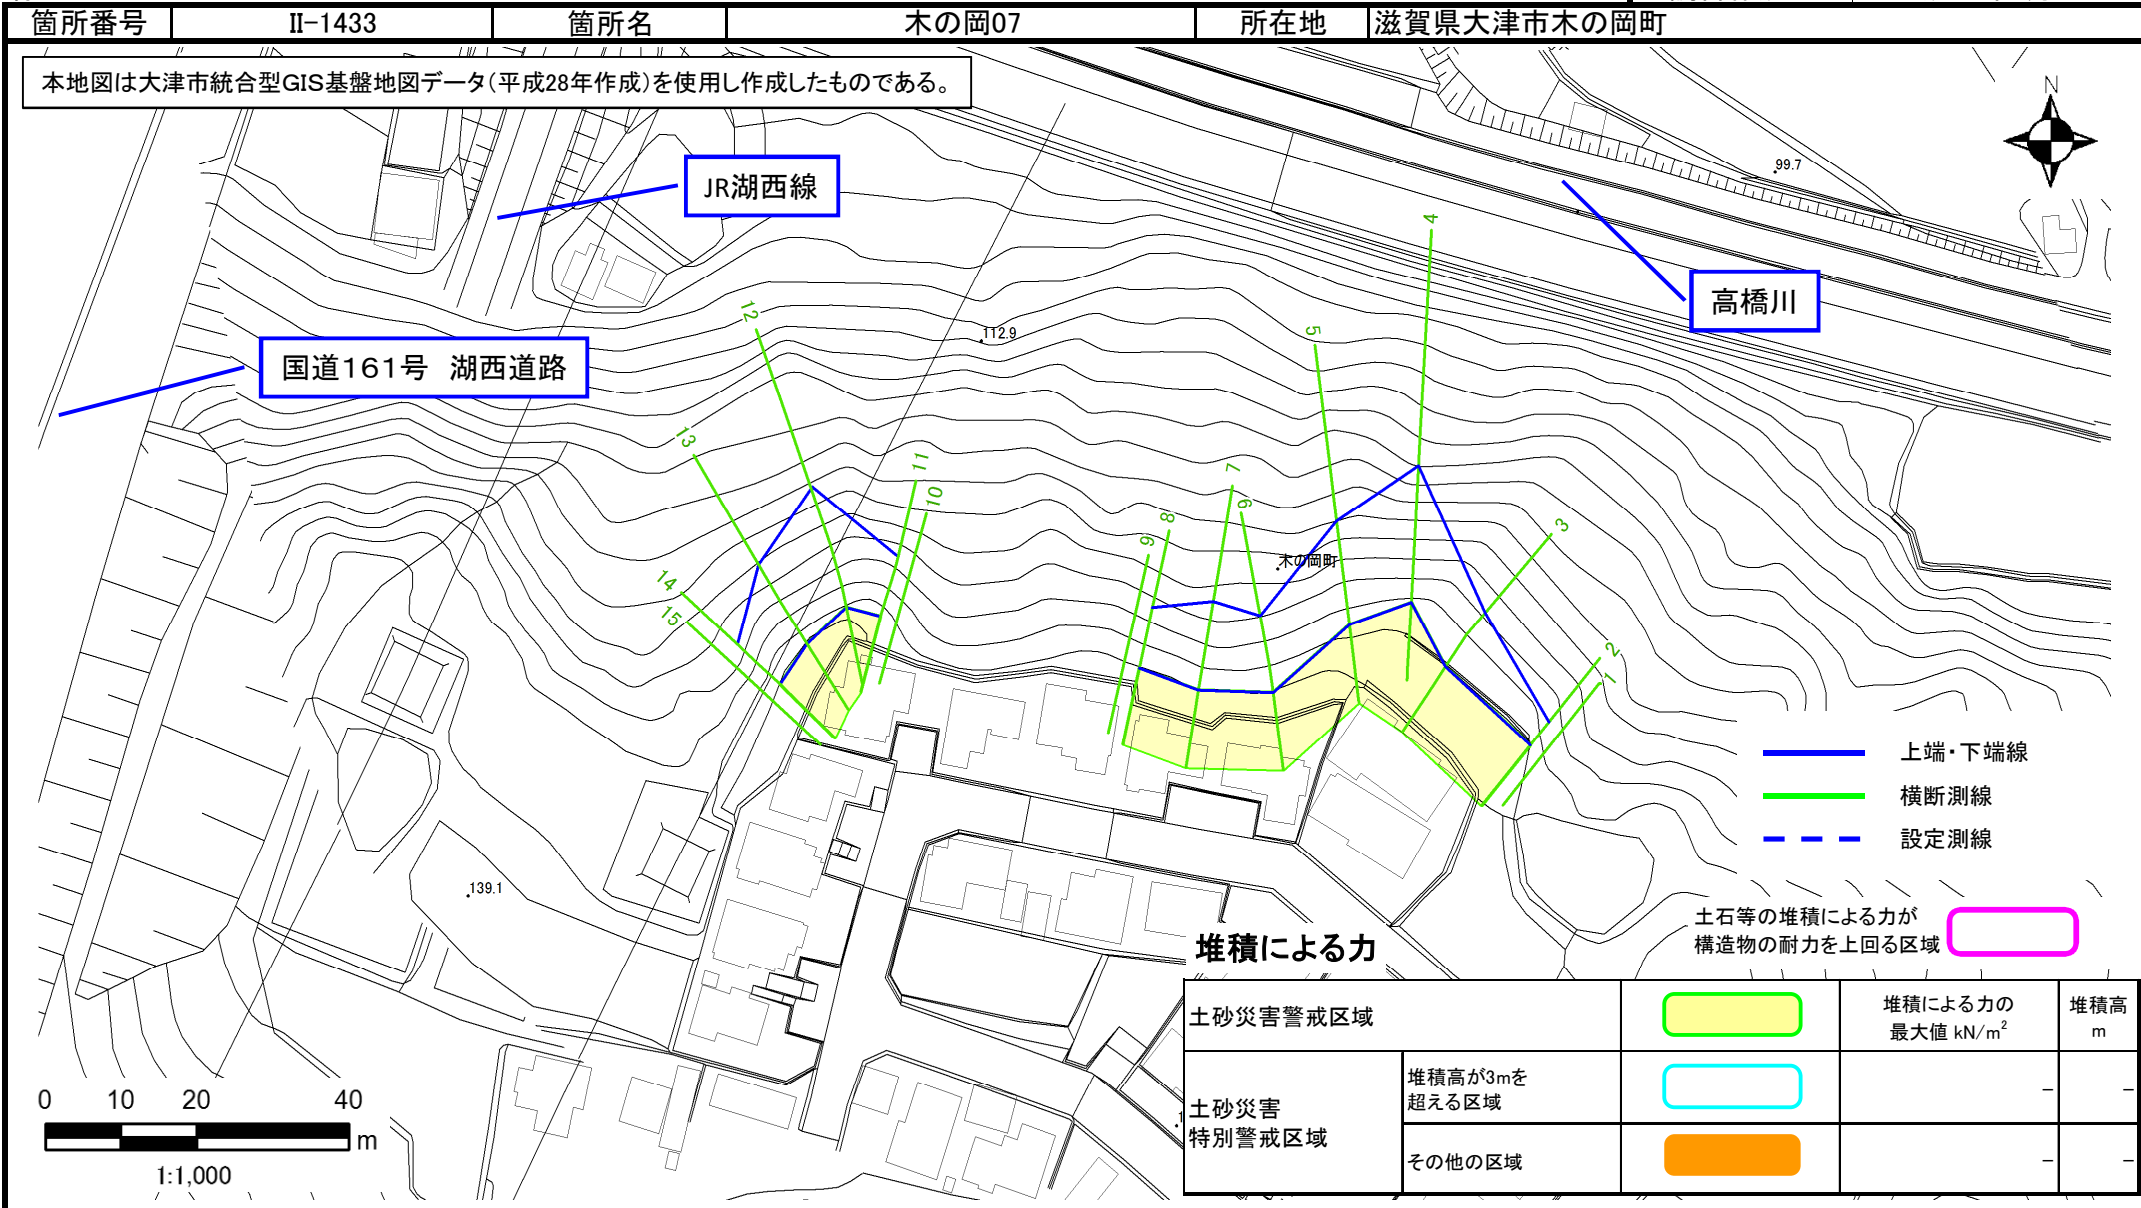 箇所番号 II-1433 箇所名 木の岡07 所在地 滋賀県大津市木の岡町
本地図は大津市統合型GIS基盤地図データ(平成28年作成)を使用し作成したものである。
N
99.7
JR湖西線
4
高橋川
12
5
112.9
国道161号 湖西道路
13
11
7
10
6
8
3
9
木の岡町
14
15
2
1
上端・下端線
横断測線
設定測線
139.1
土石等の堆積による力が
構造物の耐力を上回る区域
堆積による力
土砂災害警戒区域
堆積による力の
最大値 kN/m²
堆積高
m
土砂災害
特別警戒区域
堆積高が3mを
超える区域
- -
その他の区域
- -
0 10 20 40
m
1:1,000